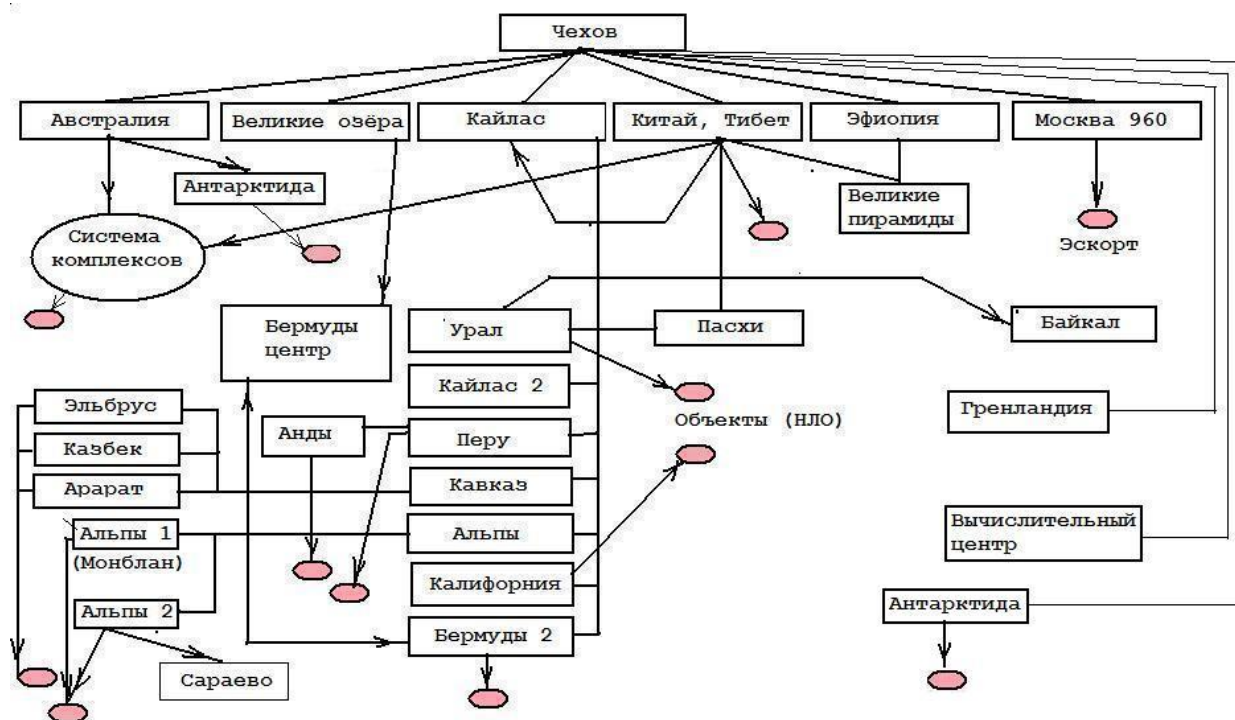 Чехов
Австралия
Великие озёра
Кайлас
Китай, Тибет
Эфиопия
Москва 960
Антарктида
Великие
пирамиды
Система
комплексов
Эскорт
Бермуды
центр
Урал
Пасхи
Байкал
Кайлас 2
Эльбрус
Объекты (НЛО)
Гренландия
Анды
Перу
Казбек
Арарат
Кавказ
Альпы 1
(Монблан)
Альпы
Вычислительный
центр
Калифорния
Антарктида
Альпы 2
Бермуды 2
Сараево